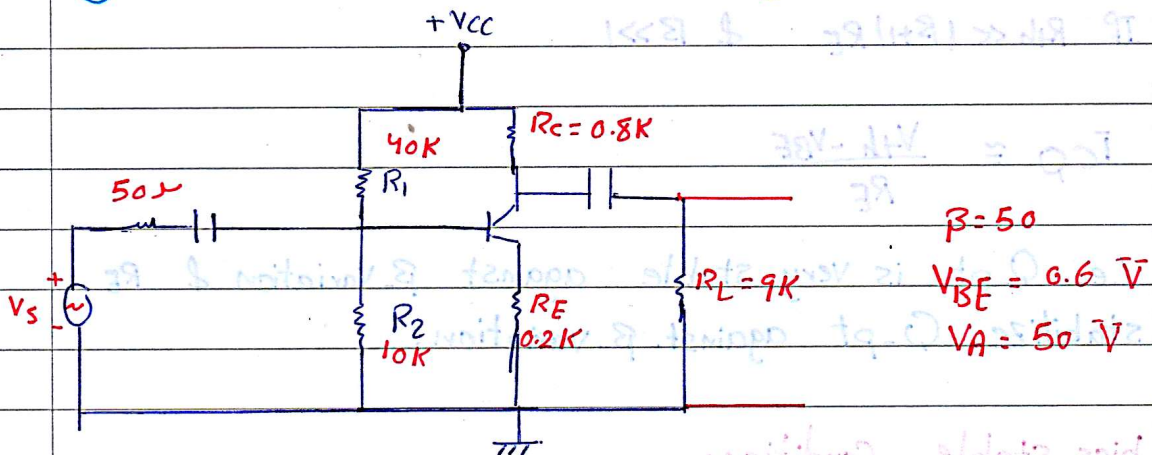 + VCC
40K
R1
RC = 0.8K
50Ω
β = 50
VBE = 0.6 V
VA = 50 V
+
VS
-
R2
10K
RE
0.2K
RL = 9K